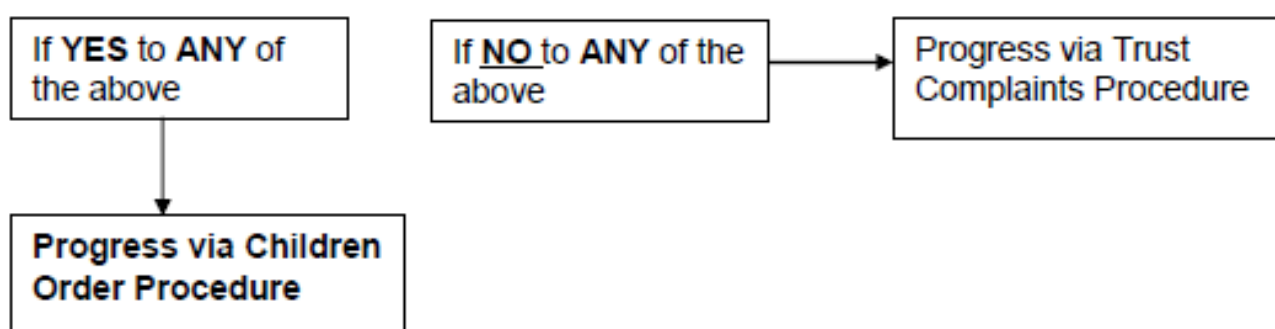 If YES to ANY of
the above
If NO to ANY of the
above
Progress via Trust
Complaints Procedure
Progress via Children
Order Procedure